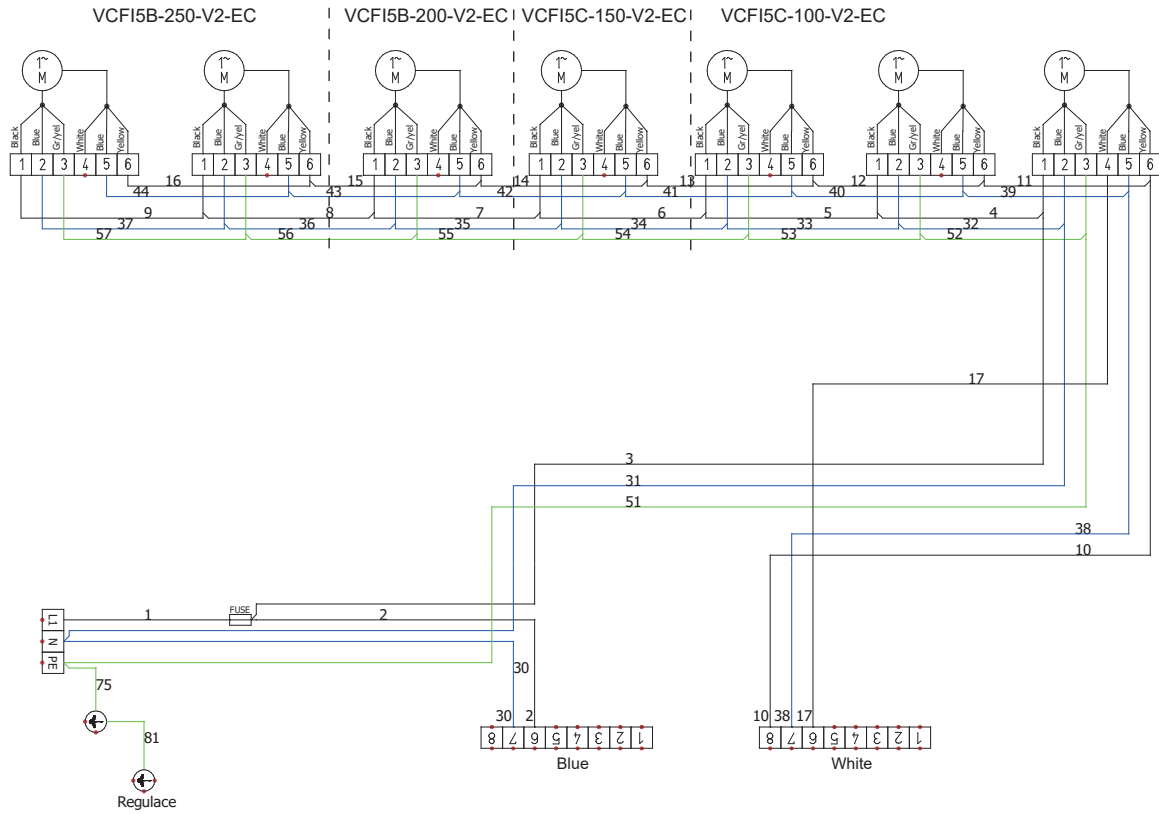 VCFI5B-250-V2-EC VCFI5B-200-V2-EC VCFI5C-150-V2-EC VCFI5C-100-V2-EC
1~ 1~ 1~ 1~ 1~ 1~ 1~
M M M M M M M
Black Blue Gr/yel White Blue Yellow Black Blue Gr/yel White Blue Yellow Black Blue Gr/yel White Blue Yellow Black Blue Gr/yel White Blue Yellow Black Blue Gr/yel White Blue Yellow Black Blue Gr/yel White Blue Yellow Black Blue Gr/yel White Blue Yellow
1 2 3 4 5 6 1 2 3 4 5 6 1 2 3 4 5 6 1 2 3 4 5 6 1 2 3 4 5 6 1 2 3 4 5 6 1 2 3 4 5 6
16 15 14 13 12 11
44 43 42 41 40 39
9 8 7 6 5 4
37 36 35 34 33 32
57 56 55 54 53 52
17
3
31
51
38
10
FUSE
L1 1 2
N
PE
30
75
10 38 17
30 2
81
8 7 6 5 4 3 2 1 8 7 6 5 4 3 2 1
Blue White
Regulace